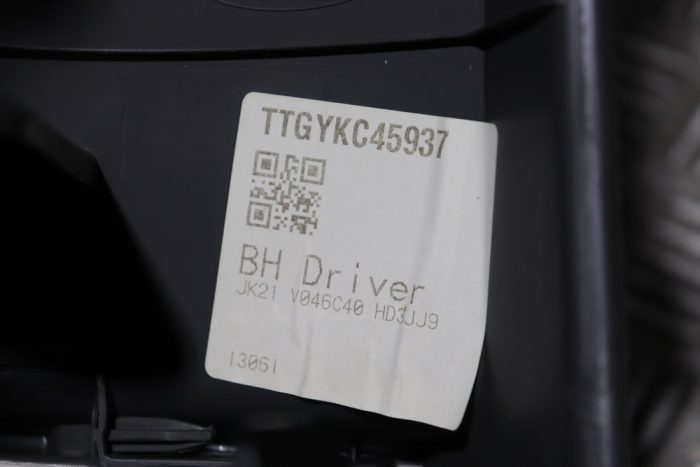 TTGYKC45937
BH Driver
JK21 V046C40 HD3JJ9
13061